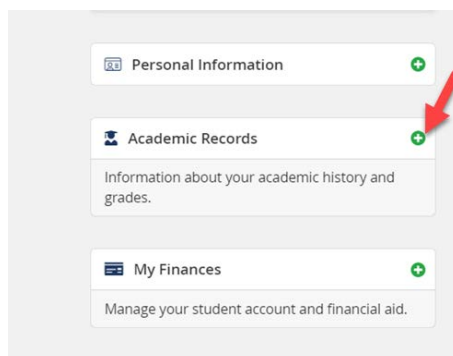 Personal Information
Academic Records
Information about your academic history and
grades.
My Finances
Manage your student account and financial aid.